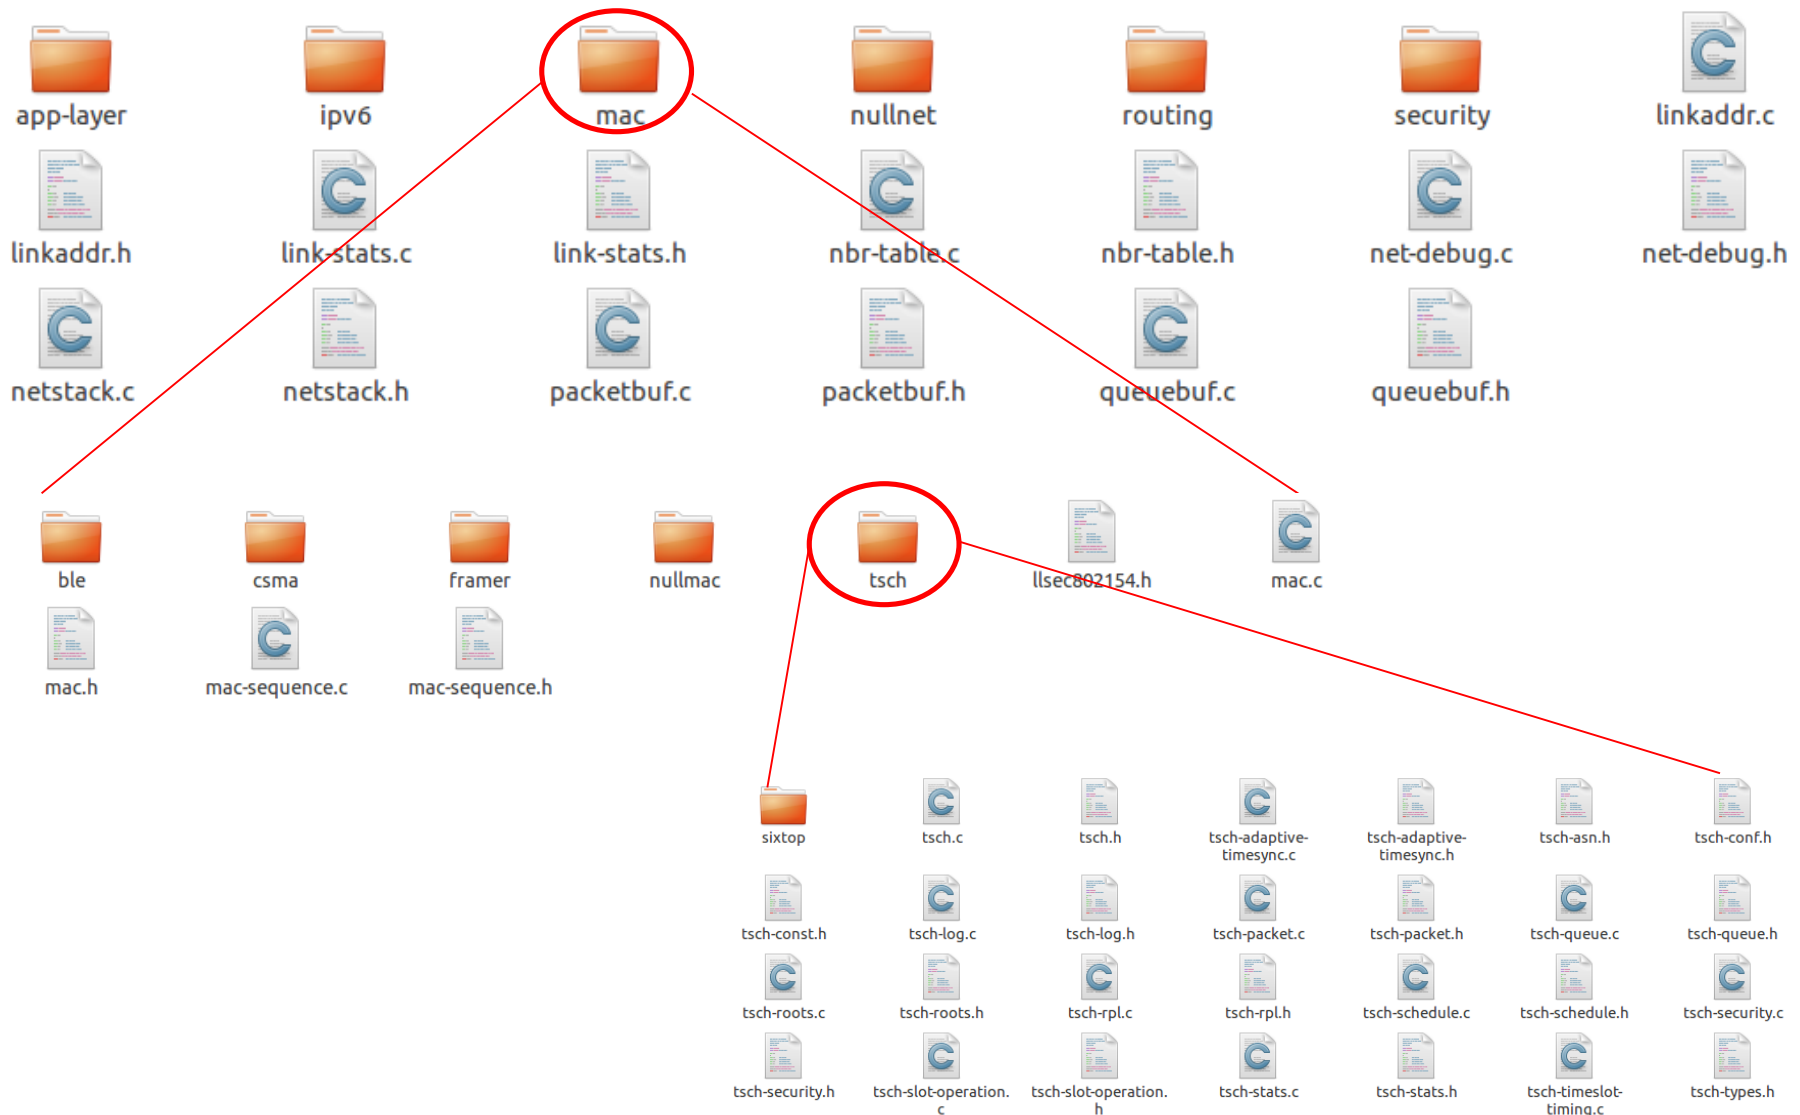 app-layer ipv6 mac nullnet routing security linkaddr.c
linkaddr.h link-stats.c link-stats.h nbr-table.c nbr-table.h net-debug.c net-debug.h
netstack.c netstack.h packetbuf.c packetbuf.h queuebuf.c queuebuf.h
ble csma framer nullmac tsch llsec802154.h mac.c
mac.h mac-sequence.c mac-sequence.h
sixtop tsch.c tsch.h tsch-adaptive- tsch-adaptive- tsch-asn.h tsch-conf.h
timesync.c timesync.h
tsch-const.h tsch-log.c tsch-log.h tsch-packet.c tsch-packet.h tsch-queue.c tsch-queue.h
tsch-roots.c tsch-roots.h tsch-rpl.c tsch-rpl.h tsch-schedule.c tsch-schedule.h tsch-security.c
tsch-security.h tsch-slot-operation. tsch-slot-operation. tsch-stats.c tsch-stats.h tsch-timeslot- tsch-types.h
c h timing.c